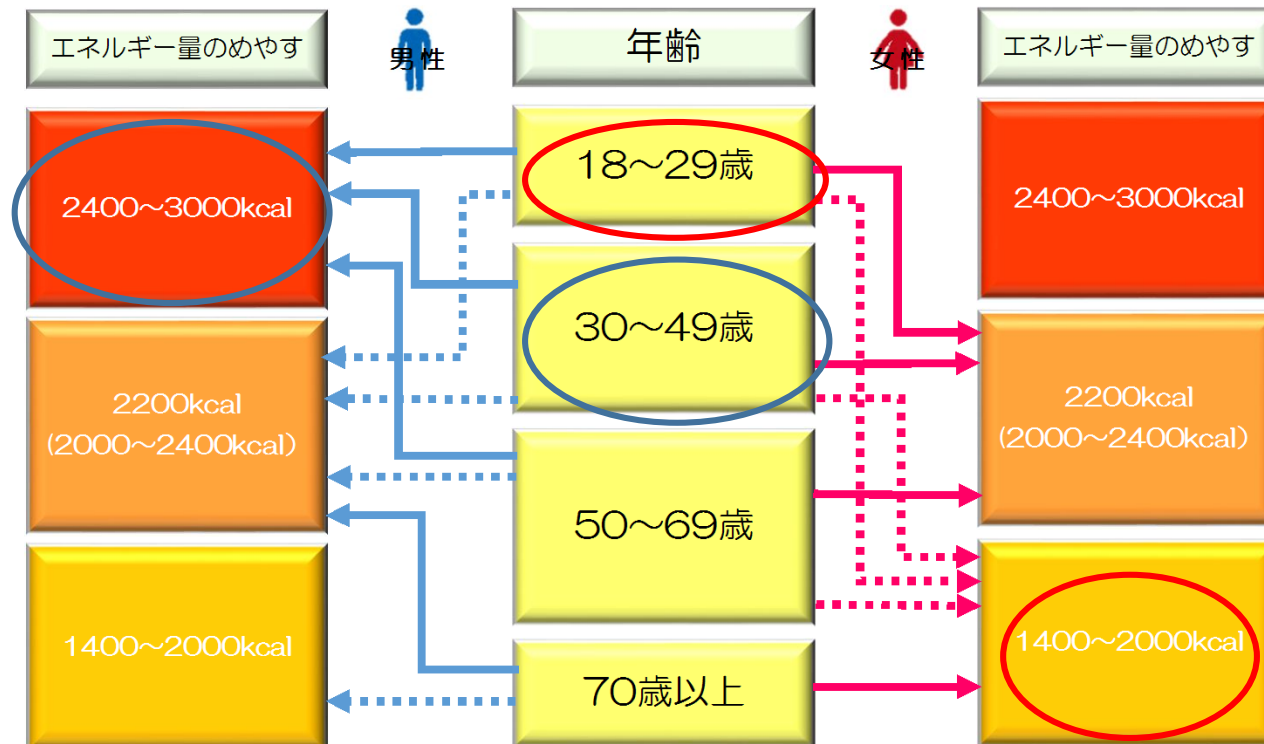 エネルギー量のめやす
男性
年齢
女性
エネルギー量のめやす
2400～3000kcal
18～29歳
2400～3000kcal
30～49歳
2200kcal
(2000～2400kcal)
2200kcal
(2000～2400kcal)
50～69歳
1400～2000kcal
1400～2000kcal
70歳以上